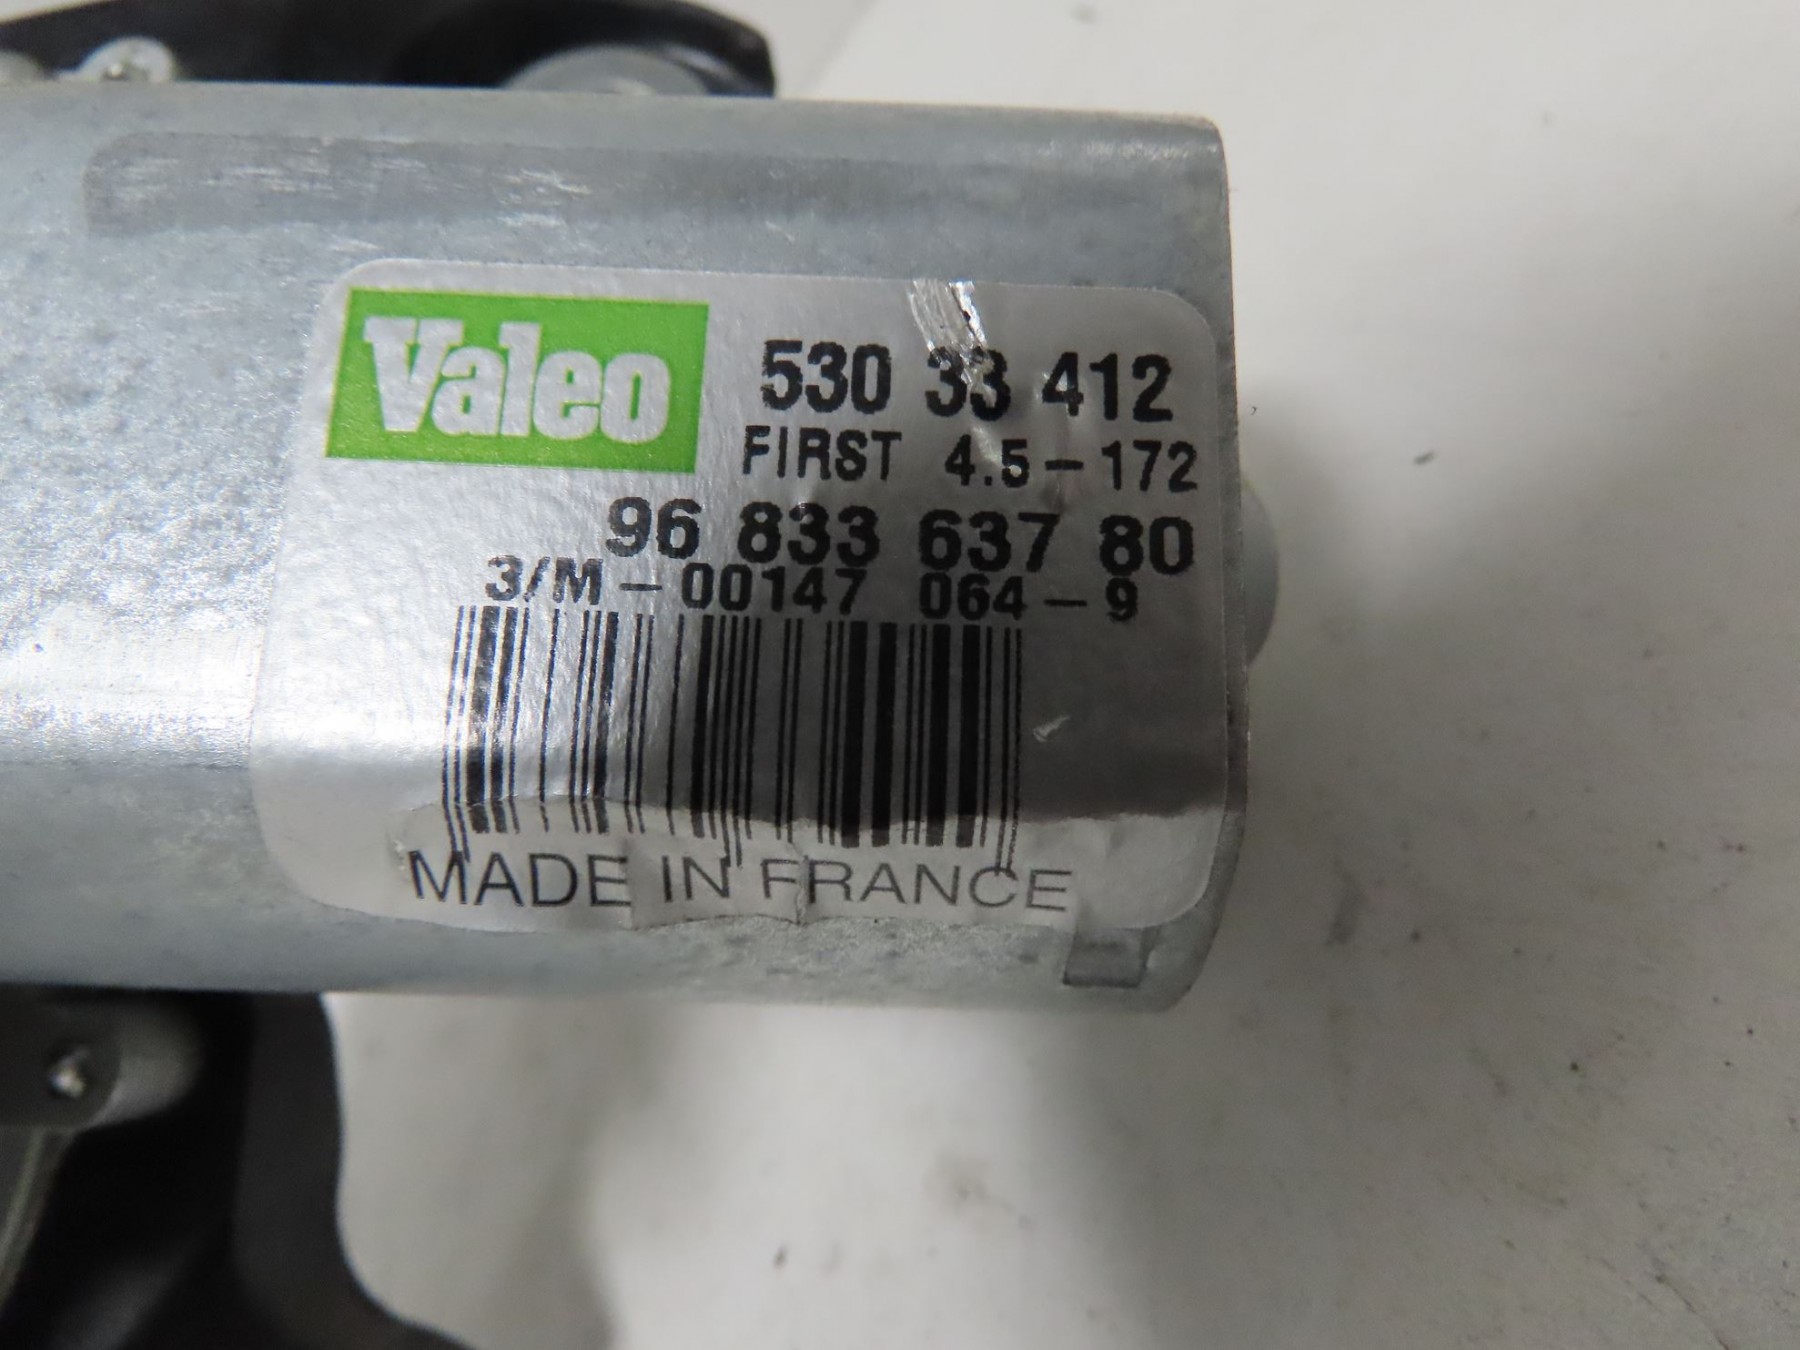 Valeo
530 33 412
FIRST 4.5-172
96 833 637 80
3/M-00147 064-9
MADE IN FRANCE